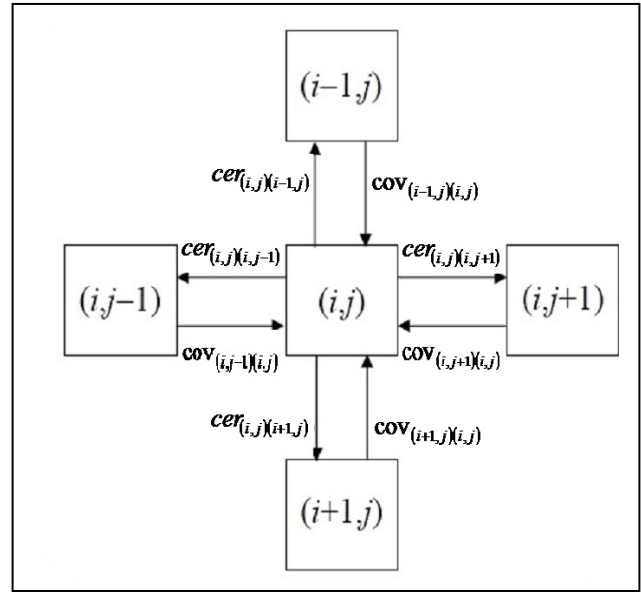 (i−1,j)
cer(i,j)(i−1,j) cov(i−1,j)(i,j)
cer(i,j)(i,j−1) cer(i,j)(i,j+1)
(i,j−1) (i,j) (i,j+1)
cov(i,j−1)(i,j) cov(i,j+1)(i,j)
cer(i,j)(i+1,j) cov(i+1,j)(i,j)
(i+1,j)